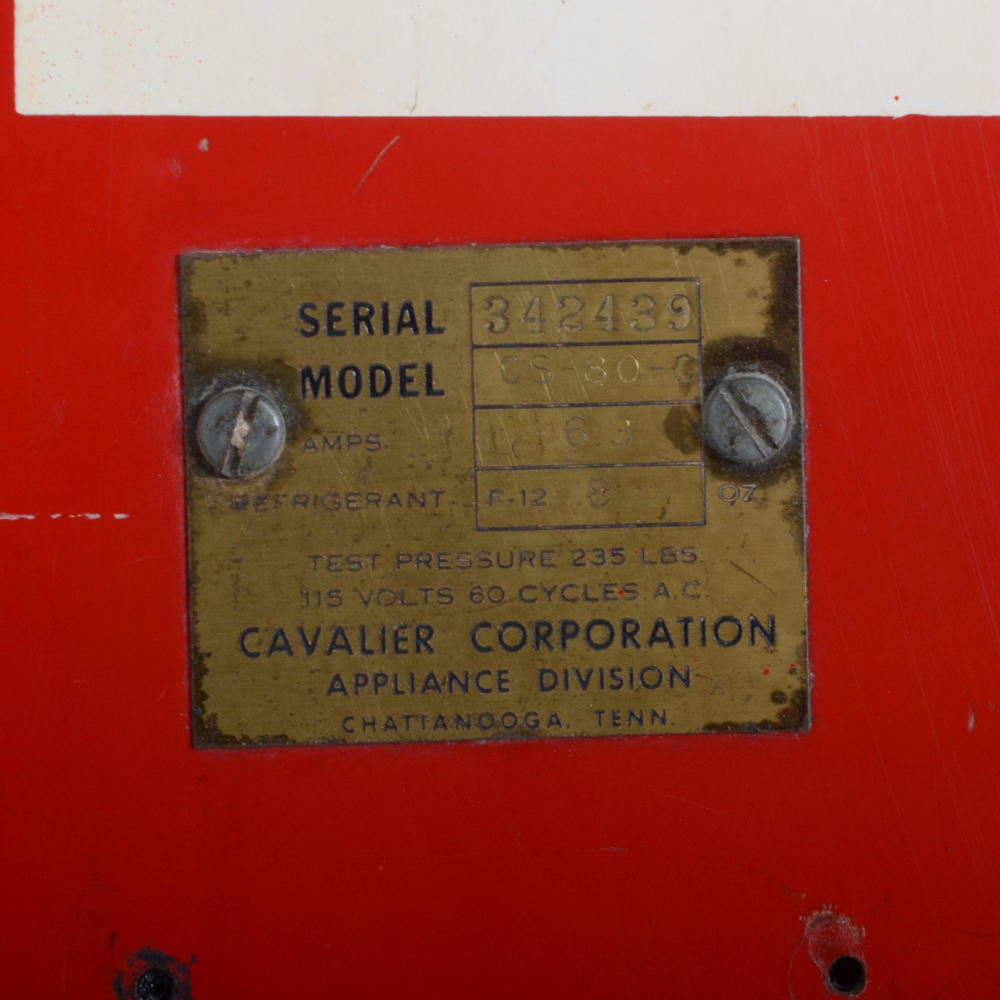 SERIAL 342439
MODEL CS-80-C
AMPS 6.3
REFRIGERANT F-12 8 OZ.
TEST PRESSURE 235 LBS.
115 VOLTS 60 CYCLES A.C.
CAVALIER CORPORATION
APPLIANCE DIVISION
CHATTANOOGA, TENN.